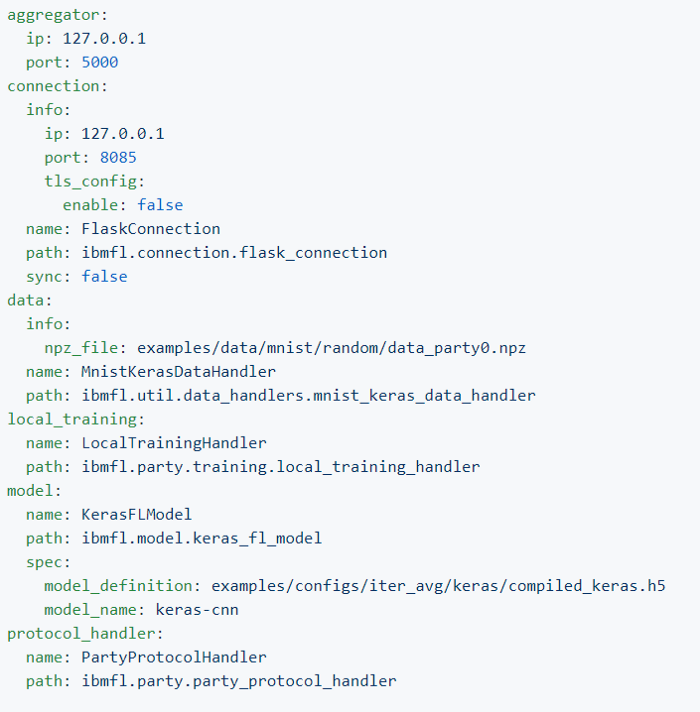 aggregator:
  ip: 127.0.0.1
  port: 5000
connection:
  info:
    ip: 127.0.0.1
    port: 8085
    tls_config:
      enable: false
  name: FlaskConnection
  path: ibmfl.connection.flask_connection
  sync: false
data:
  info:
    npz_file: examples/data/mnist/random/data_party0.npz
  name: MnistKerasDataHandler
  path: ibmfl.util.data_handlers.mnist_keras_data_handler
local_training:
  name: LocalTrainingHandler
  path: ibmfl.party.training.local_training_handler
model:
  name: KerasFLModel
  path: ibmfl.model.keras_fl_model
  spec:
    model_definition: examples/configs/iter_avg/keras/compiled_keras.h5
    model_name: keras-cnn
protocol_handler:
  name: PartyProtocolHandler
  path: ibmfl.party.party_protocol_handler